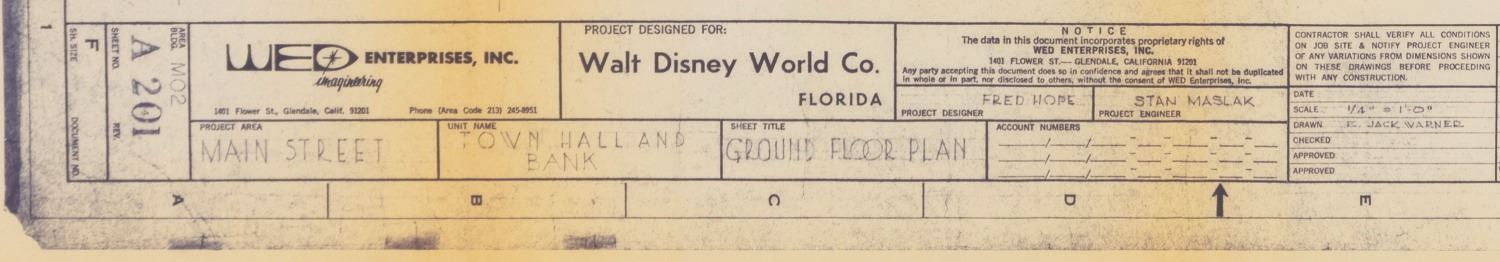 1
SH. SIZE
F
DOCUMENT NO.
SHEET NO.
A 201
REV.
AREA
BLDG. MO02
WED ENTERPRISES, INC.
imagineering
1401 Flower St., Glendale, Calif. 91201 Phone (Area Code 213) 245-8951
PROJECT DESIGNED FOR:
Walt Disney World Co.
FLORIDA
NOTICE
The data in this document incorporates proprietary rights of
WED ENTERPRISES, INC.
1401 FLOWER ST.— GLENDALE, CALIFORNIA 91201
Any party accepting this document does so in confidence and agrees that it shall not be duplicated
in whole or in part, nor disclosed to others, without the consent of WED Enterprises, Inc.
FRED HOPE
PROJECT DESIGNER
STAN MASLAK
PROJECT ENGINEER
CONTRACTOR SHALL VERIFY ALL CONDITIONS
ON JOB SITE & NOTIFY PROJECT ENGINEER
OF ANY VARIATIONS FROM DIMENSIONS SHOWN
ON THESE DRAWINGS BEFORE PROCEEDING
WITH ANY CONSTRUCTION.
PROJECT AREA
MAIN STREET
UNIT NAME
TOWN HALL AND
BANK
SHEET TITLE
GROUND FLOOR PLAN
ACCOUNT NUMBERS
DATE
SCALE 1/4" = 1'-0"
DRAWN E. JACK WARNER
CHECKED
APPROVED
APPROVED
A
B
C
D
E